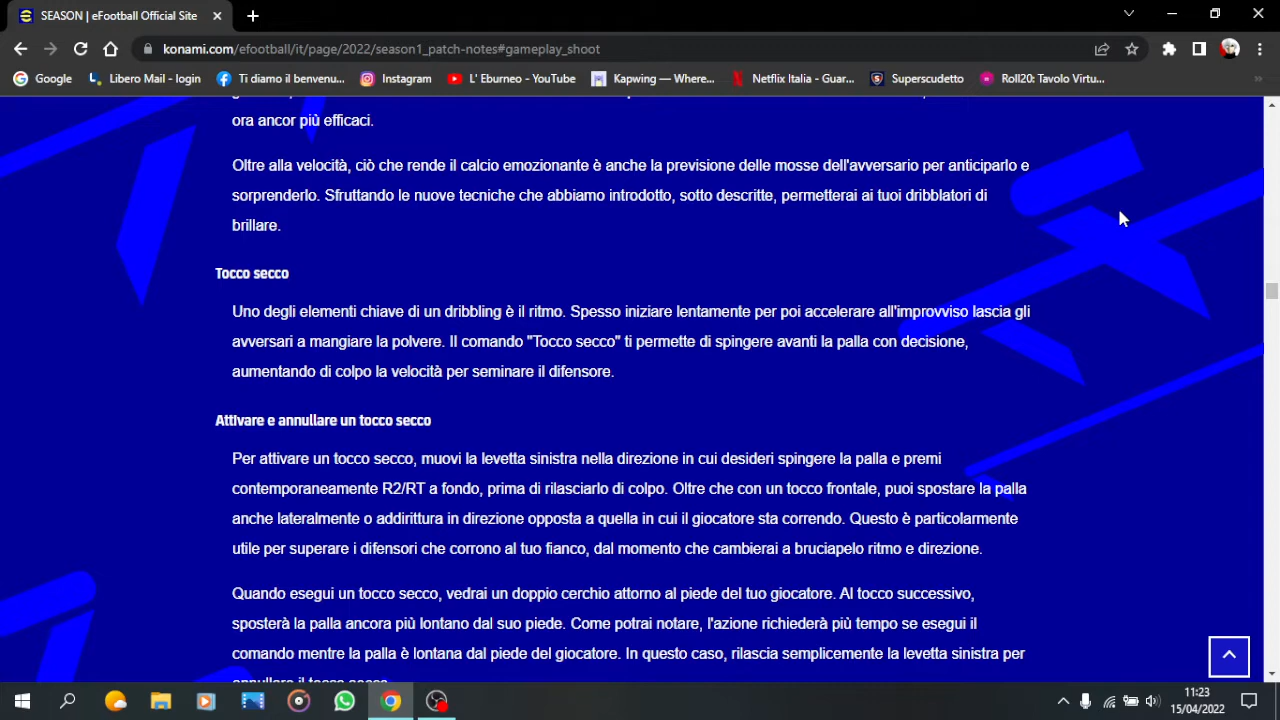 SEASON | eFootball Official Site
konami.com/efootball/it/page/2022/season1_patch-notes#gameplay_shoot
Google
Libero Mail - login
Ti diamo il benvenu...
Instagram
L' Eburneo - YouTube
Kapwing — Where...
Netflix Italia - Guar...
Superscudetto
Roll20: Tavolo Virtu...
ora ancor più efficaci.
Oltre alla velocità, ciò che rende il calcio emozionante è anche la previsione delle mosse dell'avversario per anticiparlo e
sorprenderlo. Sfruttando le nuove tecniche che abbiamo introdotto, sotto descritte, permetterai ai tuoi dribblatori di
brillare.
Tocco secco
Uno degli elementi chiave di un dribbling è il ritmo. Spesso iniziare lentamente per poi accelerare all'improvviso lascia gli
avversari a mangiare la polvere. Il comando "Tocco secco" ti permette di spingere avanti la palla con decisione,
aumentando di colpo la velocità per seminare il difensore.
Attivare e annullare un tocco secco
Per attivare un tocco secco, muovi la levetta sinistra nella direzione in cui desideri spingere la palla e premi
contemporaneamente R2/RT a fondo, prima di rilasciarlo di colpo. Oltre che con un tocco frontale, puoi spostare la palla
anche lateralmente o addirittura in direzione opposta a quella in cui il giocatore sta correndo. Questo è particolarmente
utile per superare i difensori che corrono al tuo fianco, dal momento che cambierai a bruciapelo ritmo e direzione.
Quando esegui un tocco secco, vedrai un doppio cerchio attorno al piede del tuo giocatore. Al tocco successivo,
sposterà la palla ancora più lontano dal suo piede. Come potrai notare, l'azione richiederà più tempo se esegui il
comando mentre la palla è lontana dal piede del giocatore. In questo caso, rilascia semplicemente la levetta sinistra per
annullare il tocco secco.
11:23
15/04/2022